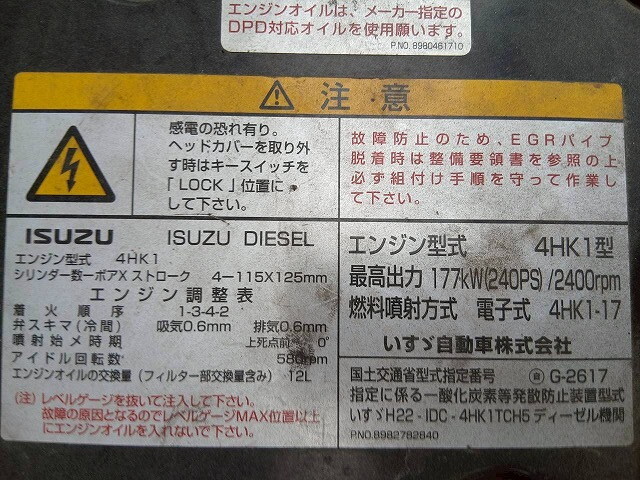 エンジンオイルは、メーカー指定の
DPD対応オイルを使用願います。
P.NO. 8980461710
注意
感電の恐れ有り。
ヘッドカバーを取り外
す時はキースイッチを
「LOCK」位置に
して下さい。
故障防止のため、EGRパイプ
脱着時は整備要領書を参照の上
必ず組付け手順を守って作業し
て下さい。
ISUZU ISUZU DIESEL
エンジン型式 4HK1
シリンダー数ーボアX ストローク 4－115X125mm
エンジン調整表
着火順序 1-3-4-2
弁スキマ(冷間) 吸気0.6mm 排気0.6mm
噴射始メ時期 上死点前 0°
アイドル回転数 580rpm
エンジンオイルの交換量(フィルター部交換量含み) 12L
(注) レベルゲージを抜いて注入して下さい。
故障の原因となるのでレベルゲージMAX位置以上
にエンジンオイルを入れないで下さい。
エンジン型式 4HK1型
最高出力 177kW(240PS)/2400rpm
燃料噴射方式 電子式 4HK1-17
いすゞ自動車株式会社
国土交通省型式指定番号 G-2617
指定に係る一酸化炭素等発散防止装置型式
いすゞH22-IDC-4HK1TCH5 ディーゼル機関
P.NO.8982782840